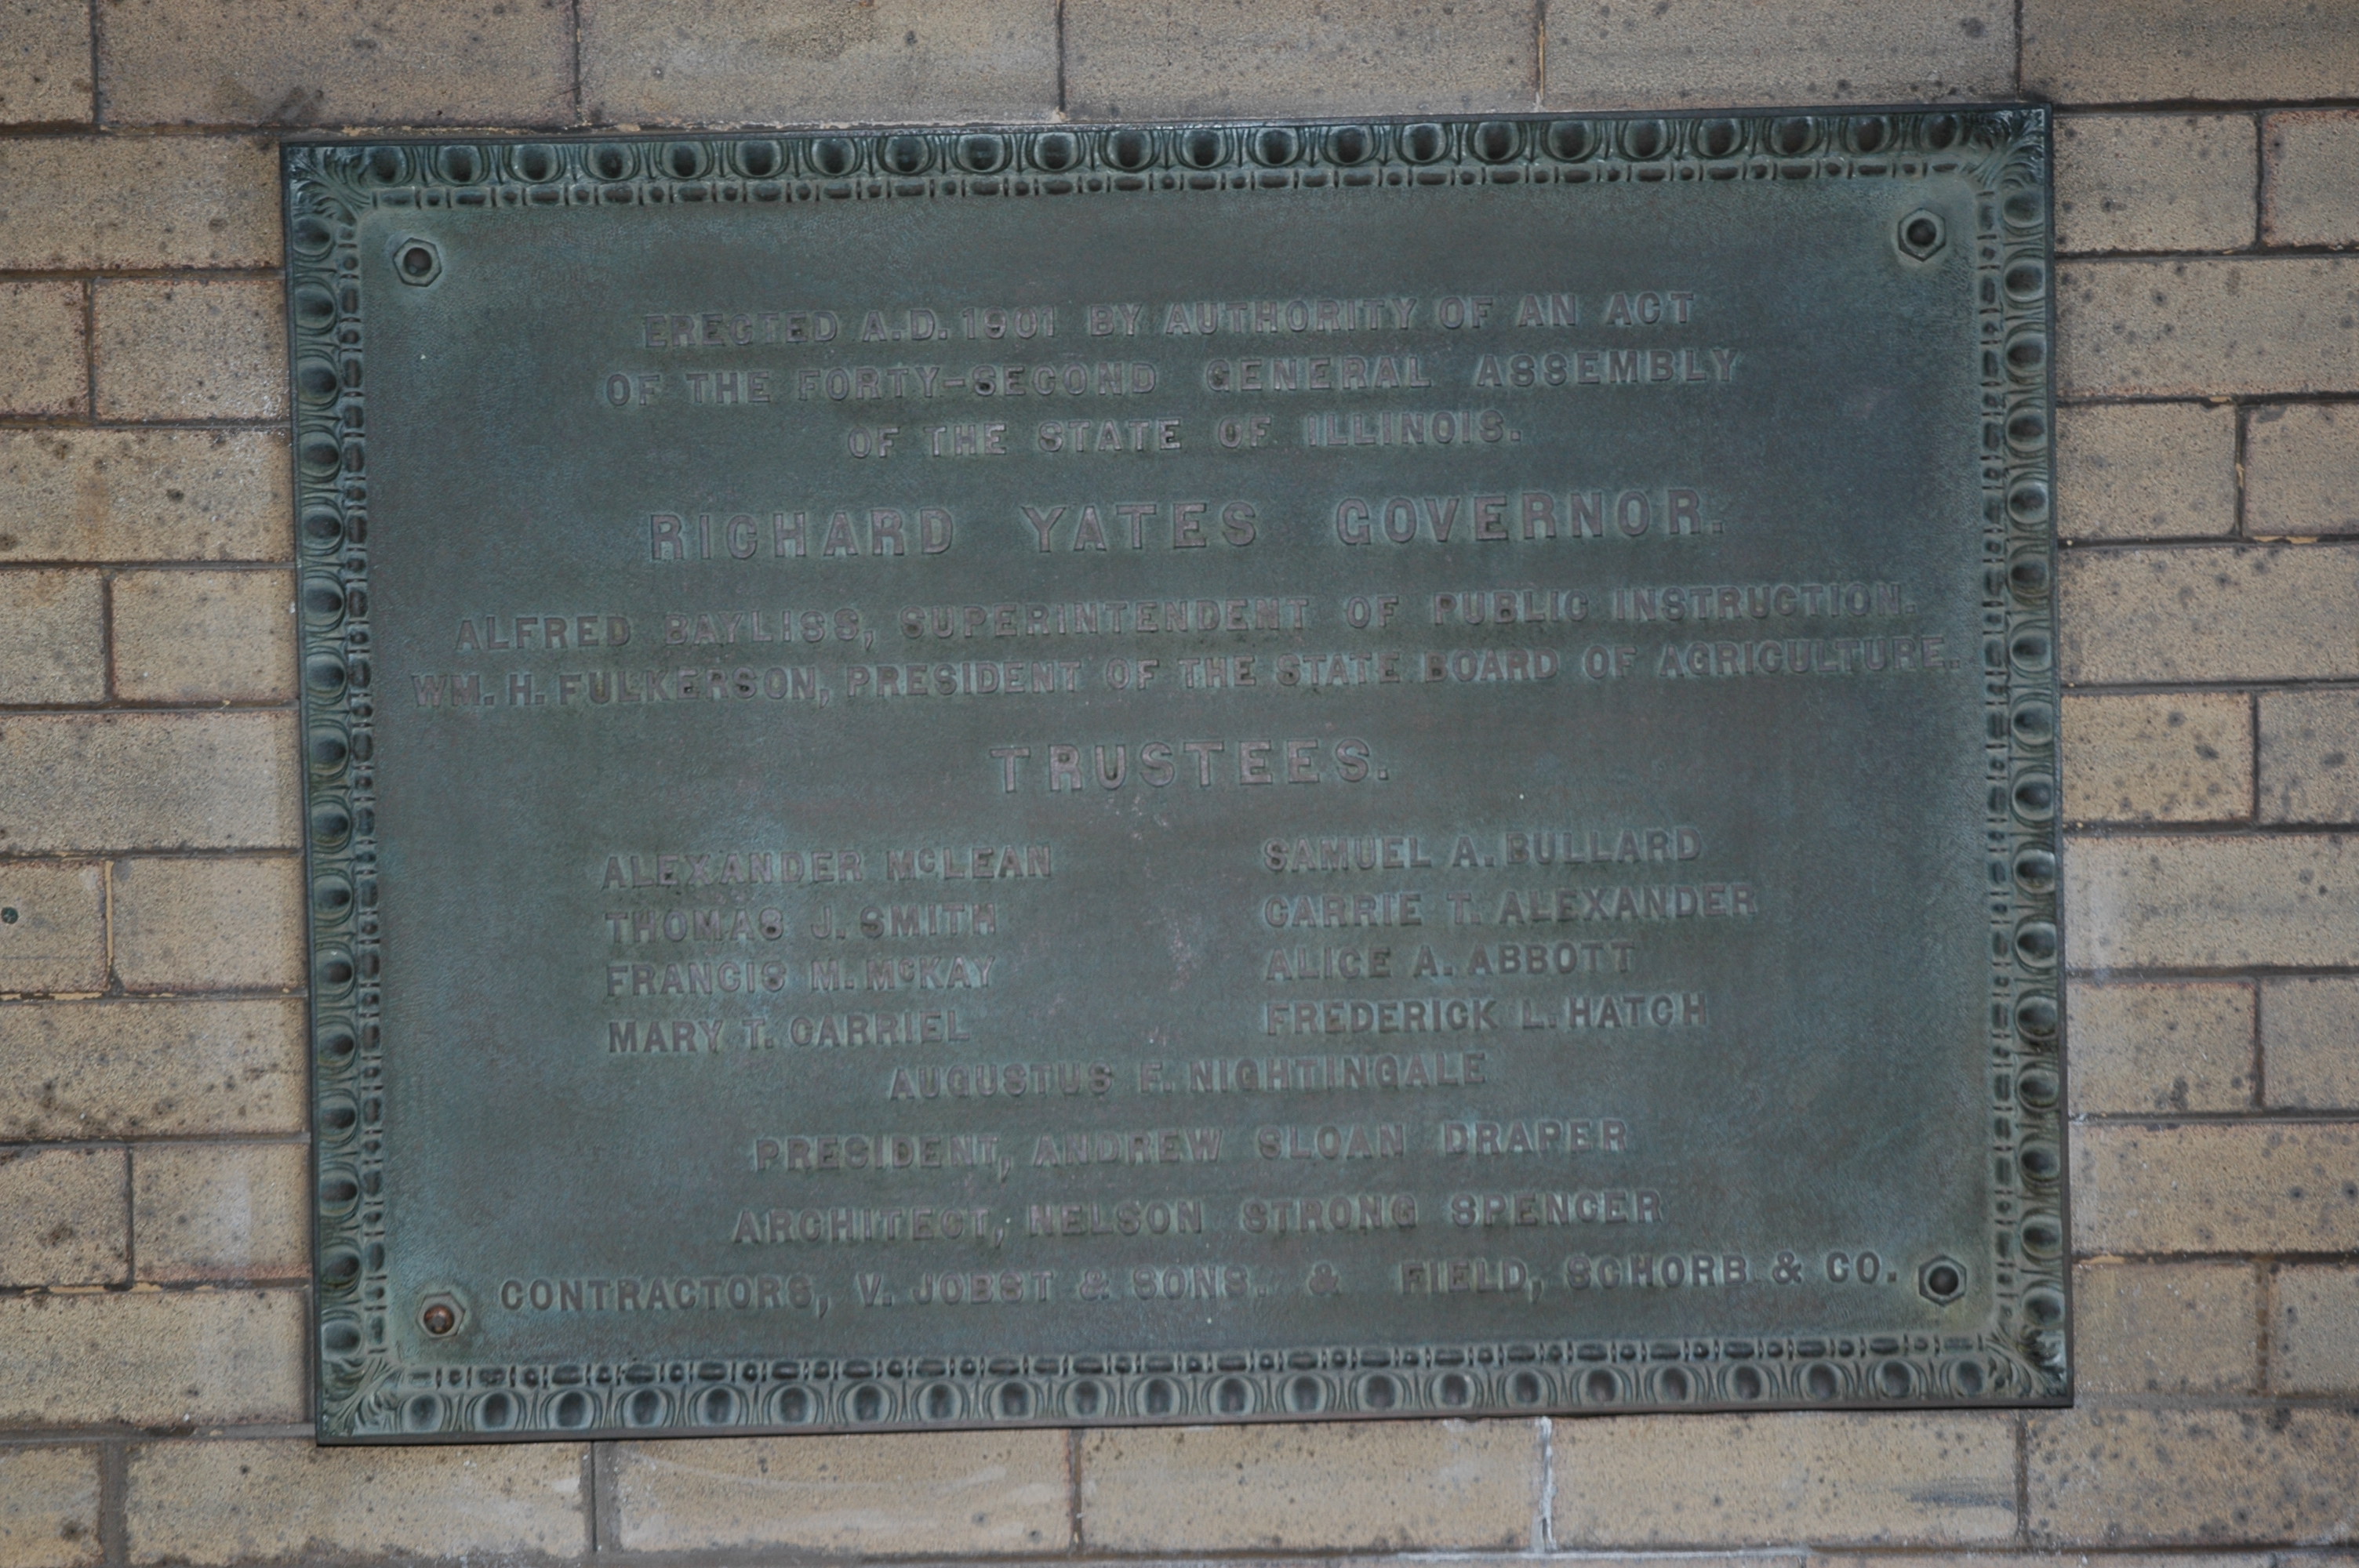 ERECTED A.D. 1901 BY AUTHORITY OF AN ACT
OF THE FORTY-SECOND GENERAL ASSEMBLY
OF THE STATE OF ILLINOIS.
RICHARD YATES GOVERNOR.
ALFRED BAYLISS, SUPERINTENDENT OF PUBLIC INSTRUCTION.
WM. H. FULKERSON, PRESIDENT OF THE STATE BOARD OF AGRICULTURE.
TRUSTEES.
ALEXANDER McLEAN SAMUEL A. BULLARD
THOMAS J. SMITH CARRIE T. ALEXANDER
FRANCIS M. McKAY ALICE A. ABBOTT
MARY T. CARRIEL FREDERICK L. HATCH
AUGUSTUS F. NIGHTINGALE
PRESIDENT, ANDREW SLOAN DRAPER
ARCHITECT, NELSON STRONG SPENCER
CONTRACTORS, V. JOBST & SONS. & FIELD, SCHORB & CO.